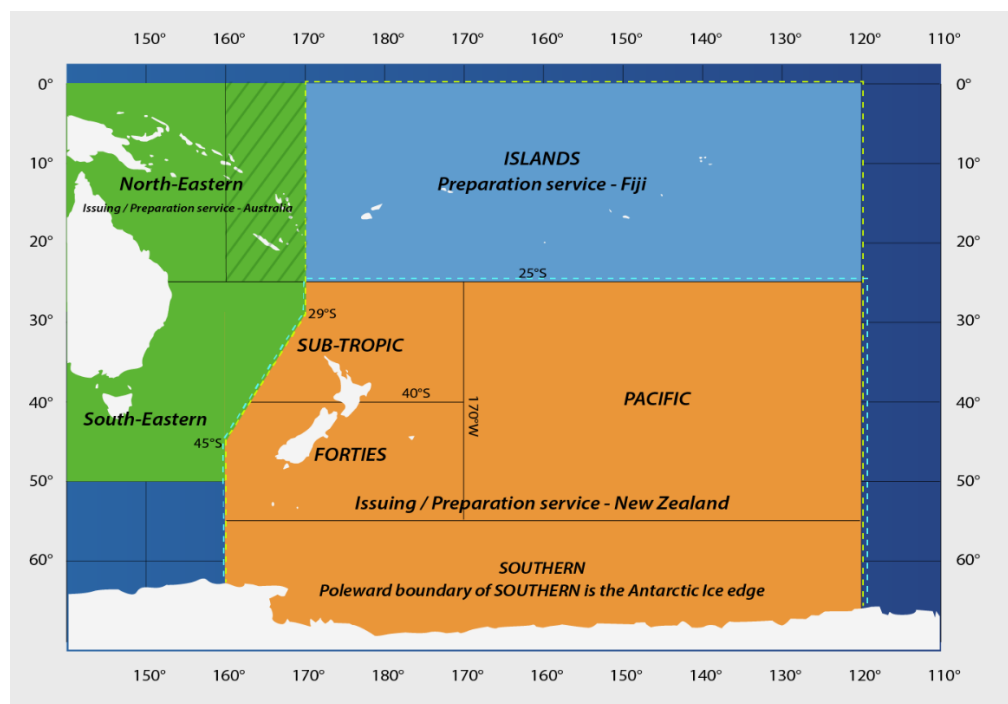 150° 160° 170° 180° 170° 160° 150° 140° 130° 120° 110°
0° 0°
ISLANDS
10° 10°
North-Eastern Preparation service - Fiji
Issuing / Preparation service - Australia
20° 20°
25°S
30° 29°S 30°
SUB-TROPIC
40° 40°S PACIFIC 40°
170°W
South-Eastern
45°S
FORTIES
50° 50°
Issuing / Preparation service - New Zealand
60° SOUTHERN 60°
Poleward boundary of SOUTHERN is the Antarctic Ice edge
150° 160° 170° 180° 170° 160° 150° 140° 130° 120° 110°